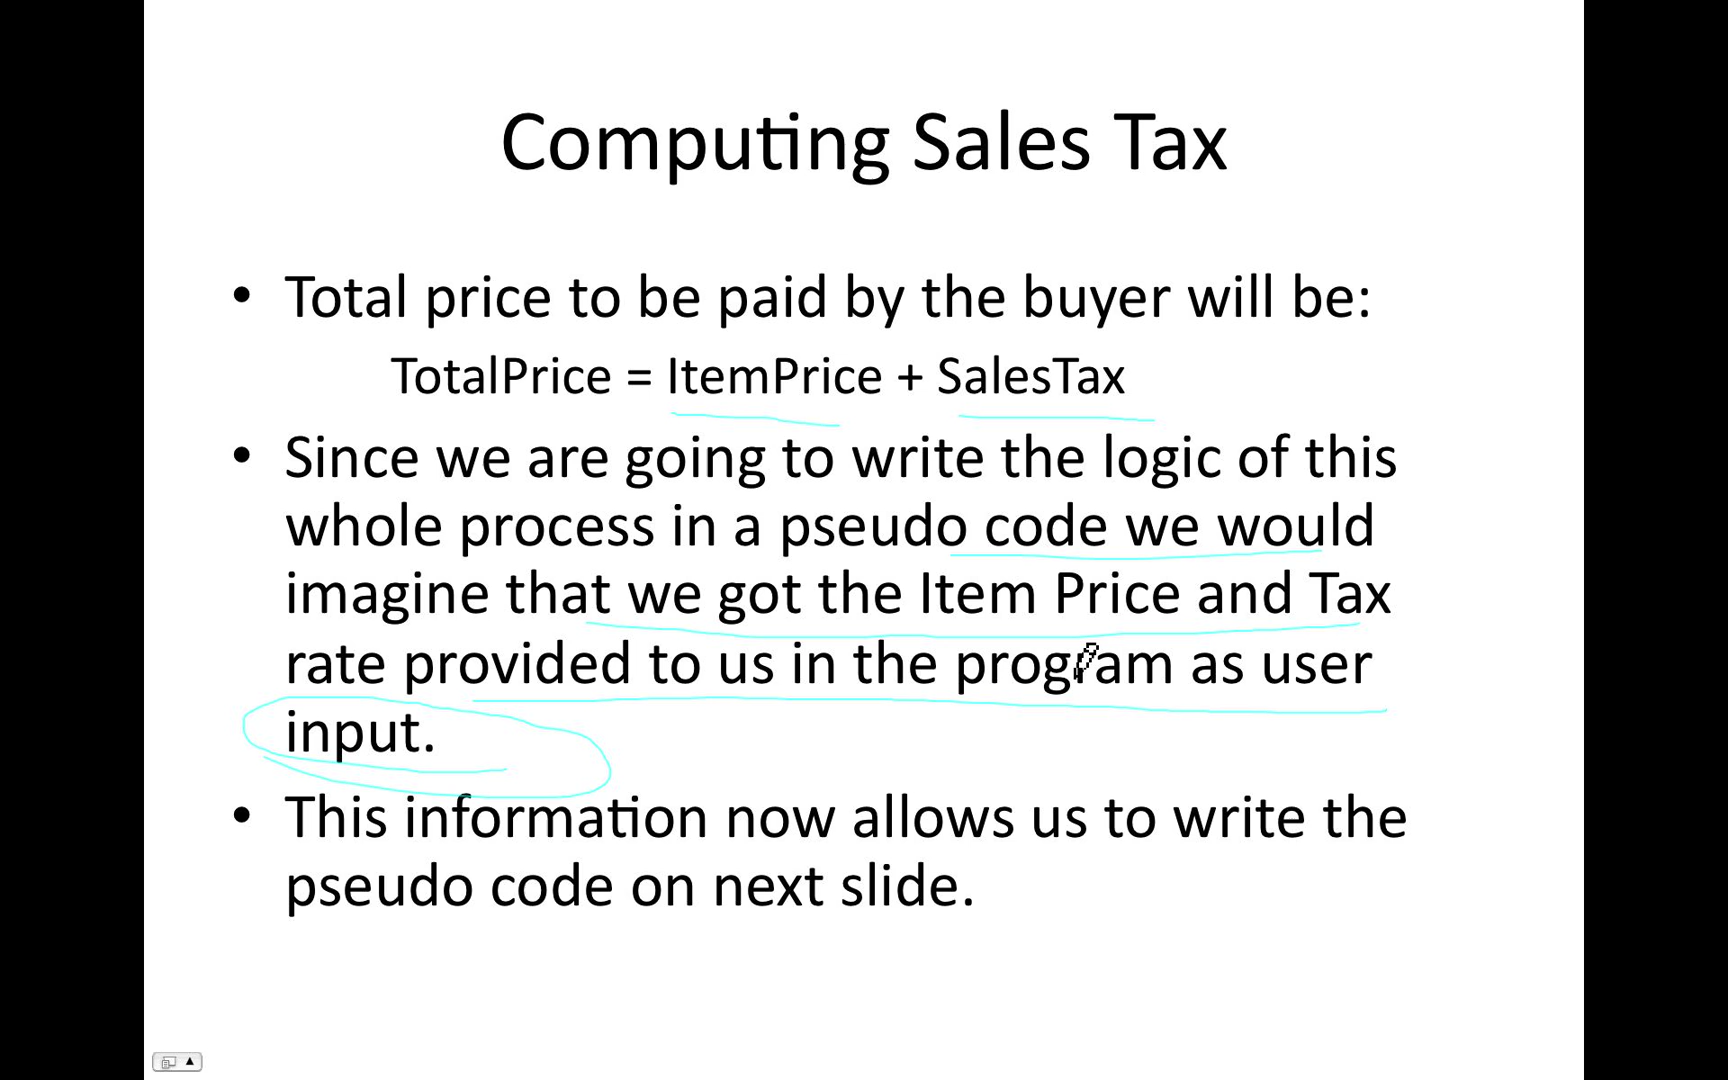 Computing Sales Tax
• Total price to be paid by the buyer will be:
TotalPrice = ItemPrice + SalesTax
• Since we are going to write the logic of this
whole process in a pseudo code we would
imagine that we got the Item Price and Tax
rate provided to us in the program as user
input.
• This information now allows us to write the
pseudo code on next slide.